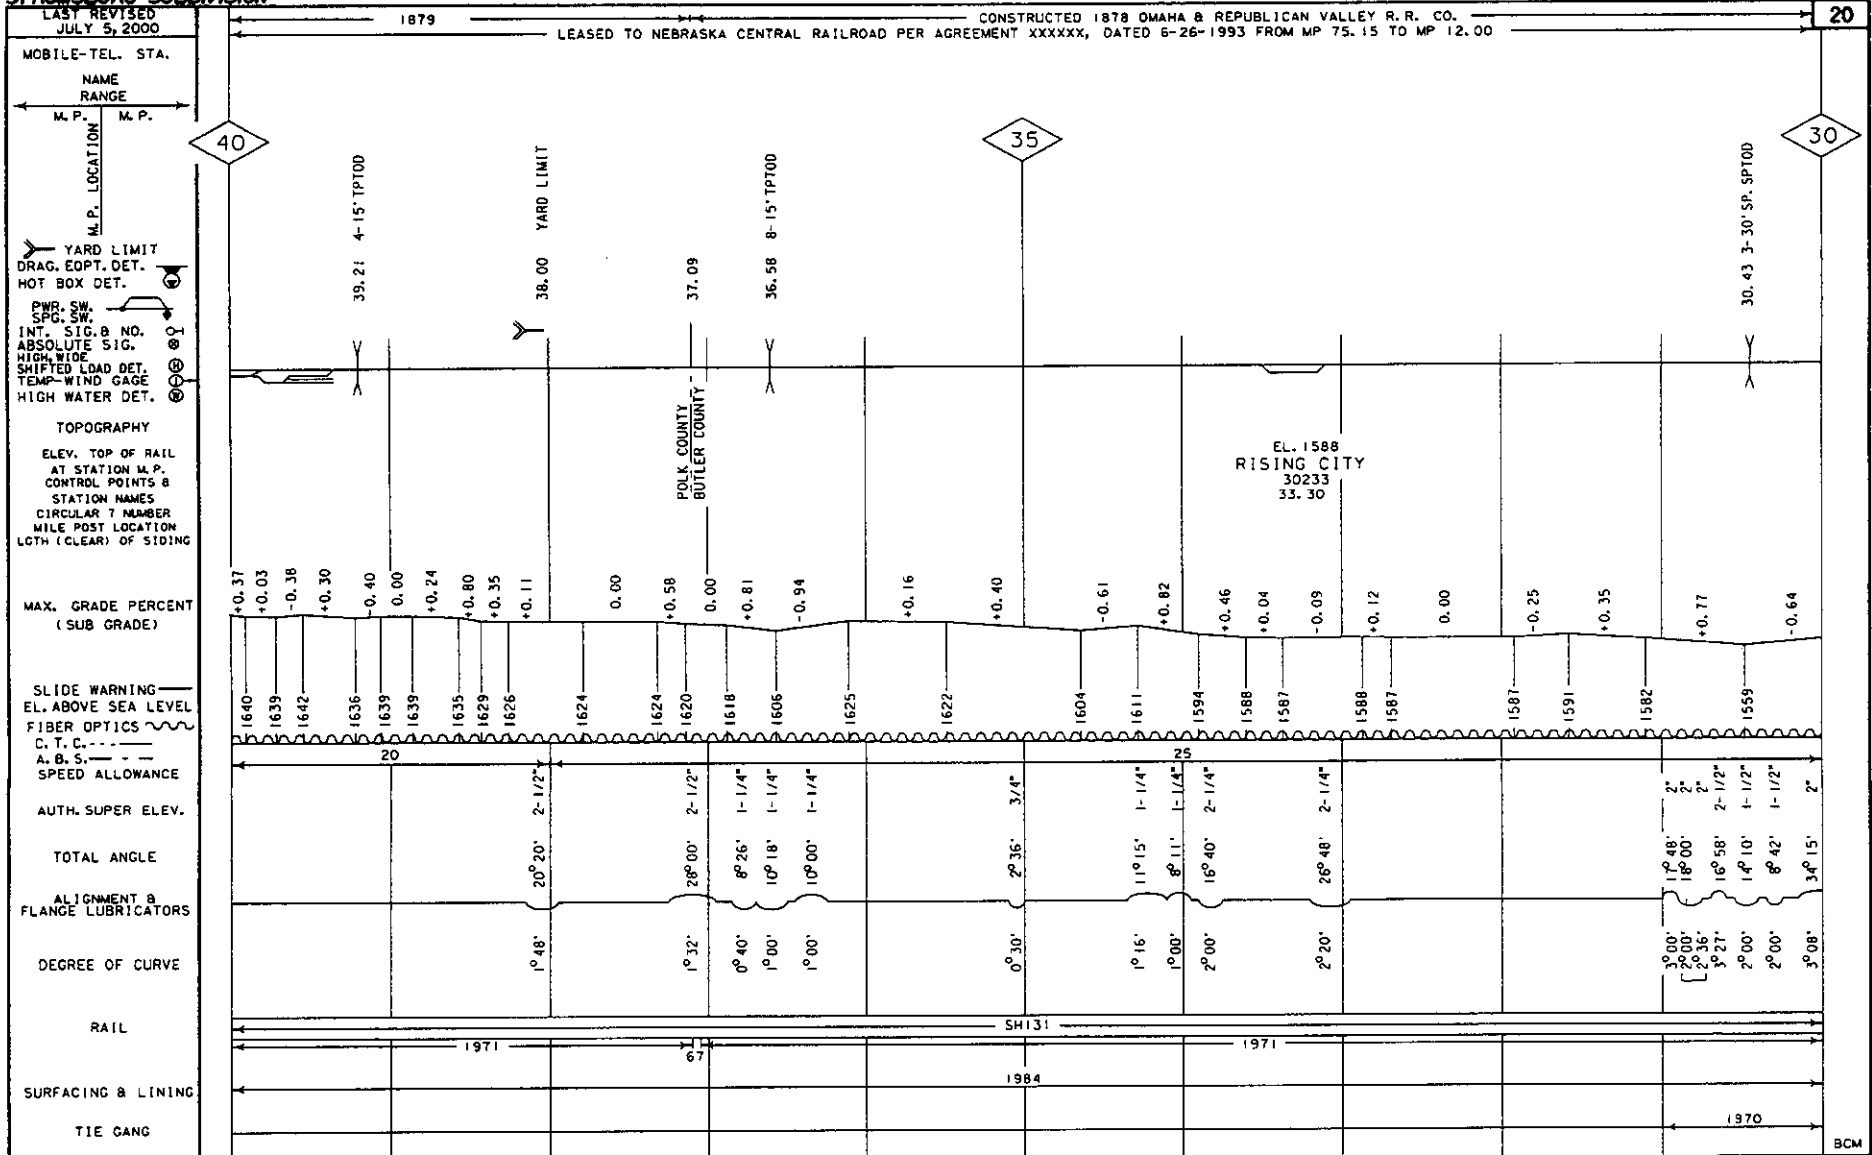 STROMSBURG SUBDIVISION
LAST REVISED
JULY 5, 2000
1879
CONSTRUCTED 1878 OMAHA & REPUBLICAN VALLEY R.R. CO.
20
LEASED TO NEBRASKA CENTRAL RAILROAD PER AGREEMENT XXXXXX, DATED 6-26-1993 FROM MP 75.15 TO MP 12.00
MOBILE-TEL. STA.
NAME
RANGE
M.P. M.P.
M.P. LOCATION
40
35
30
39.21 4-15' TPTOD
38.00 YARD LIMIT
37.09
36.58 8-15' TPTOD
30.43 3-30' SP. SPTOD
YARD LIMIT
DRAG. EQPT. DET.
HOT BOX DET.
PWR. SW.
SPG. SW.
INT. SIG. & NO.
ABSOLUTE SIG.
HIGH, WIDE
SHIFTED LOAD DET.
TEMP-WIND GAGE
HIGH WATER DET.
POLK COUNTY
BUTLER COUNTY
TOPOGRAPHY
ELEV. TOP OF RAIL
AT STATION M.P.
CONTROL POINTS &
STATION NAMES
CIRCULAR 7 NUMBER
MILE POST LOCATION
LGTH (CLEAR) OF SIDING
EL. 1588
RISING CITY
30233
33.30
MAX. GRADE PERCENT
(SUB GRADE)
+0.37 +0.03 -0.38 +0.30 -0.40 0.00 +0.24 +0.80 +0.35 +0.11 0.00 +0.58 0.00 +0.81 -0.94 +0.16 +0.40 -0.61 +0.82 +0.46 +0.04 -0.09 +0.12 0.00 -0.25 +0.35 +0.77 -0.64
SLIDE WARNING
EL. ABOVE SEA LEVEL
1640 1639 1642 1636 1639 1639 1635 1629 1626 1624 1624 1620 1618 1606 1625 1622 1604 1611 1594 1588 1587 1588 1587 1587 1591 1582 1559
FIBER OPTICS
C. T. C.
A. B. S.
SPEED ALLOWANCE
20
25
AUTH. SUPER ELEV.
2-1/2" 2-1/2" 1-1/4" 1-1/4" 1-1/4" 3/4" 1-1/4" 1-1/4" 2-1/4" 2-1/4" 2" 2" 2" 2-1/2" 1-1/2" 1-1/2" 2"
TOTAL ANGLE
20°20' 28°00' 8°26' 10°18' 10°00' 2°36' 11°15' 8°11' 16°40' 26°48' 17°48' 18°00' 16°58' 14°10' 8°42' 34°15'
ALIGNMENT &
FLANGE LUBRICATORS
DEGREE OF CURVE
1°48' 1°32' 0°40' 1°00' 1°00' 0°30' 1°16' 1°00' 2°00' 2°20' 3°00' 2°00' 2°36' 3°27' 2°00' 2°00' 3°08'
RAIL
SH131
1971
67
1971
SURFACING & LINING
1984
TIE GANG
1970
BCM